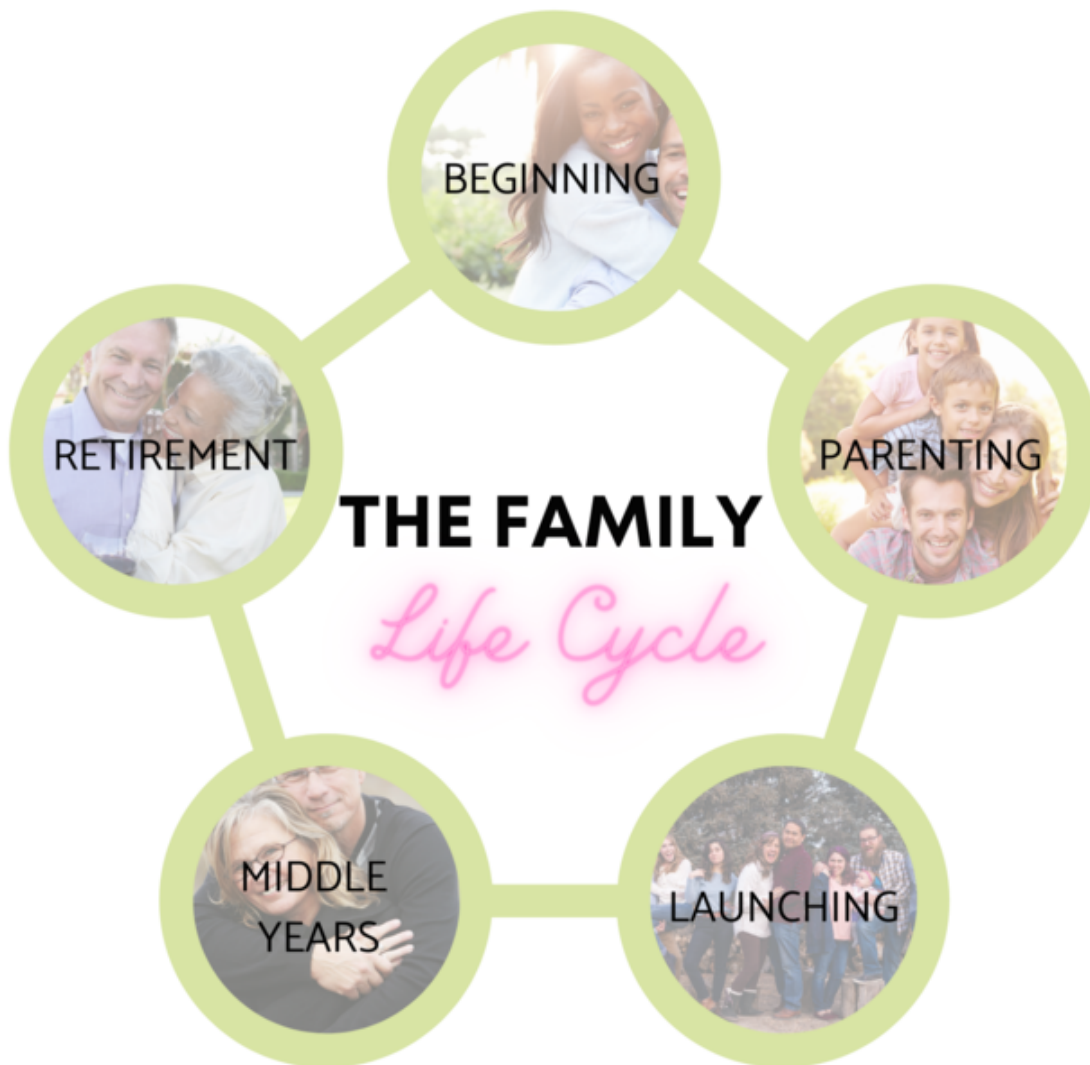 BEGINNING
PARENTING
LAUNCHING
MIDDLE
YEARS
RETIREMENT
THE FAMILY
Life Cycle